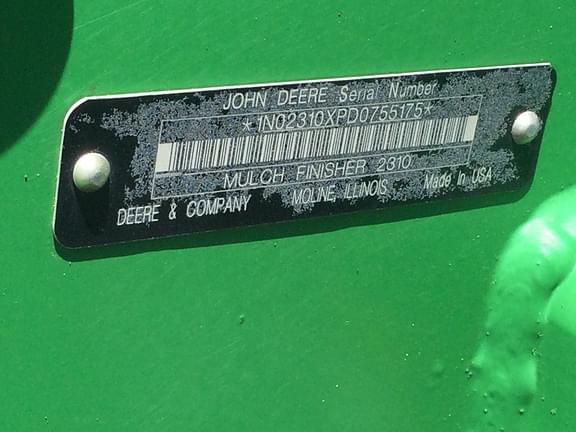 JOHN DEERE Serial Number
*1N02310XPD0755175*
MULCH FINISHER 2310
DEERE & COMPANY MOLINE, ILLINOIS Made In USA